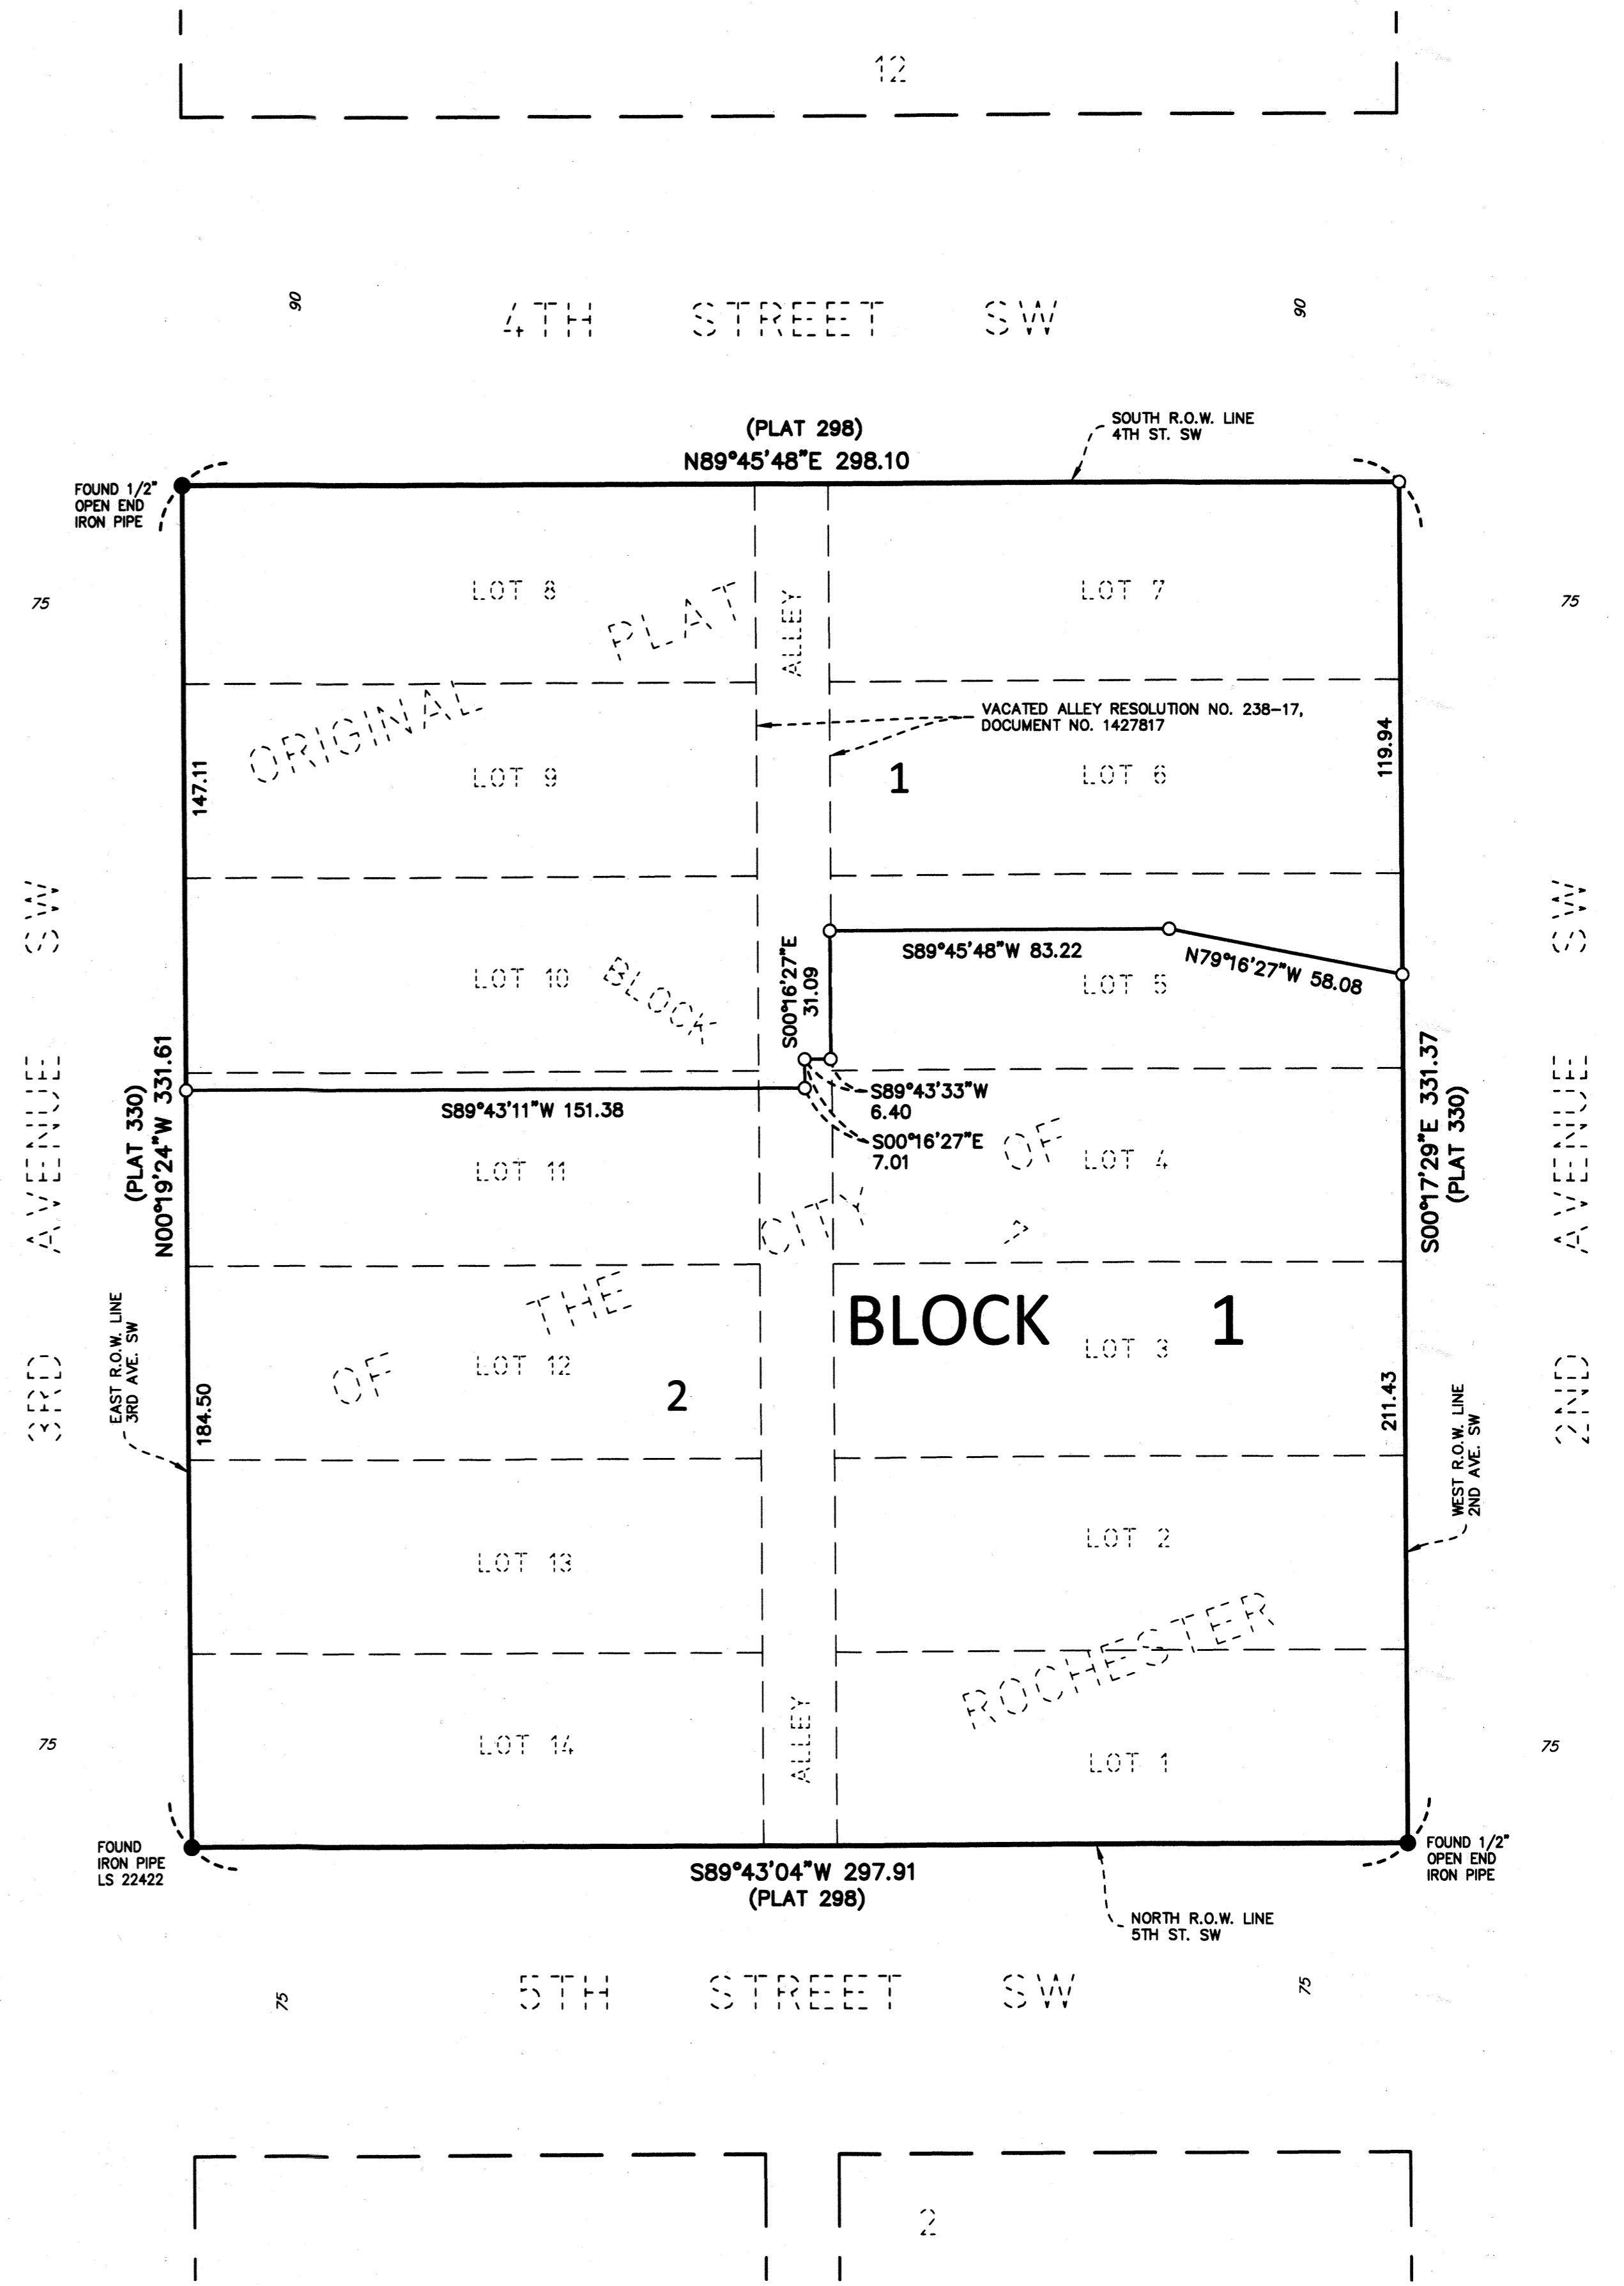 12
90
4TH STREET SW
90
(PLAT 298)
N89°45'48"E 298.10
SOUTH R.O.W. LINE
4TH ST. SW
FOUND 1/2"
OPEN END
IRON PIPE
75
75
LOT 8
LOT 7
ORIGINAL PLAT
ALLEY
VACATED ALLEY RESOLUTION NO. 238-17,
DOCUMENT NO. 1427817
147.11
LOT 9
1
LOT 6
119.94
3RD AVENUE SW
2ND AVENUE SW
LOT 10
BLOCK
S00°16'27"E
31.09
S89°45'48"W 83.22
N79°16'27"W 58.08
LOT 5
(PLAT 330)
N00°19'24"W 331.61
S00°17'29"E 331.37
(PLAT 330)
S89°43'11"W 151.38
S89°43'33"W
6.40
S00°16'27"E
7.01
LOT 11
OF
LOT 4
CITY
7
THE
BLOCK 1
LOT 3
EAST R.O.W. LINE
3RD AVE. SW
OF
LOT 12
2
184.50
211.43
WEST R.O.W. LINE
2ND AVE. SW
LOT 13
LOT 2
ROCHESTER
LOT 14
ALLEY
LOT 1
75
75
FOUND
IRON PIPE
LS 22422
S89°43'04"W 297.91
(PLAT 298)
FOUND 1/2"
OPEN END
IRON PIPE
NORTH R.O.W. LINE
5TH ST. SW
75
5TH STREET SW
75
2